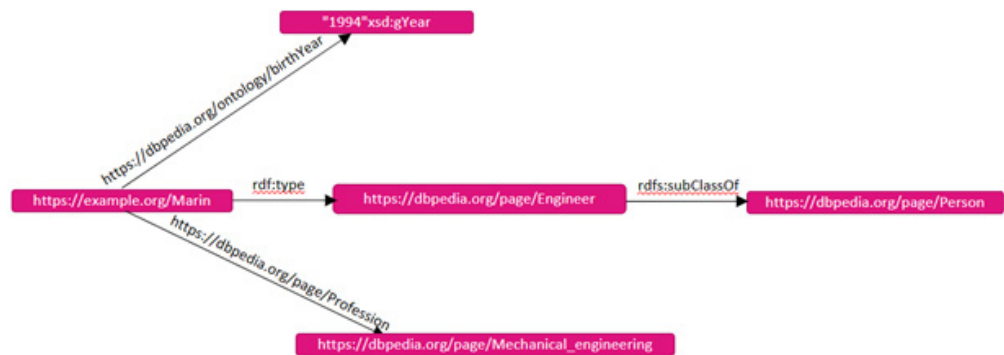 "1994"xsd:gYear
https://dbpedia.org/ontology/birthYear
https://example.org/Marin
rdf:type
https://dbpedia.org/page/Engineer
rdfs:subClassOf
https://dbpedia.org/page/Person
https://dbpedia.org/page/Profession
https://dbpedia.org/page/Mechanical_engineering